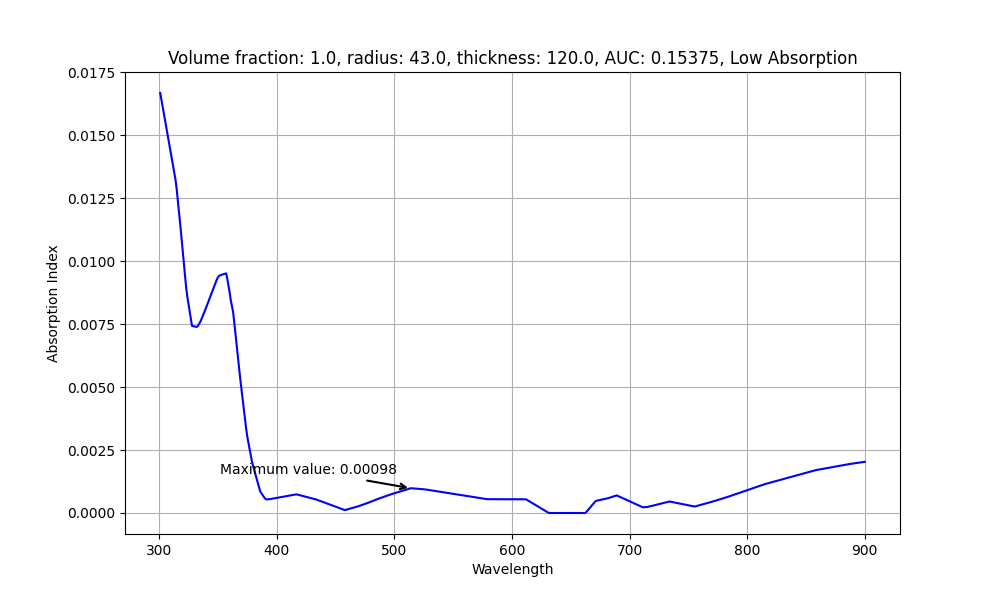 Volume fraction: 1.0, radius: 43.0, thickness: 120.0, AUC: 0.15375, Low Absorption
0.0175
0.0150
0.0125
0.0100
0.0075
0.0050
0.0025
0.0000
Absorption Index
Maximum value: 0.00098
300 400 500 600 700 800 900
Wavelength